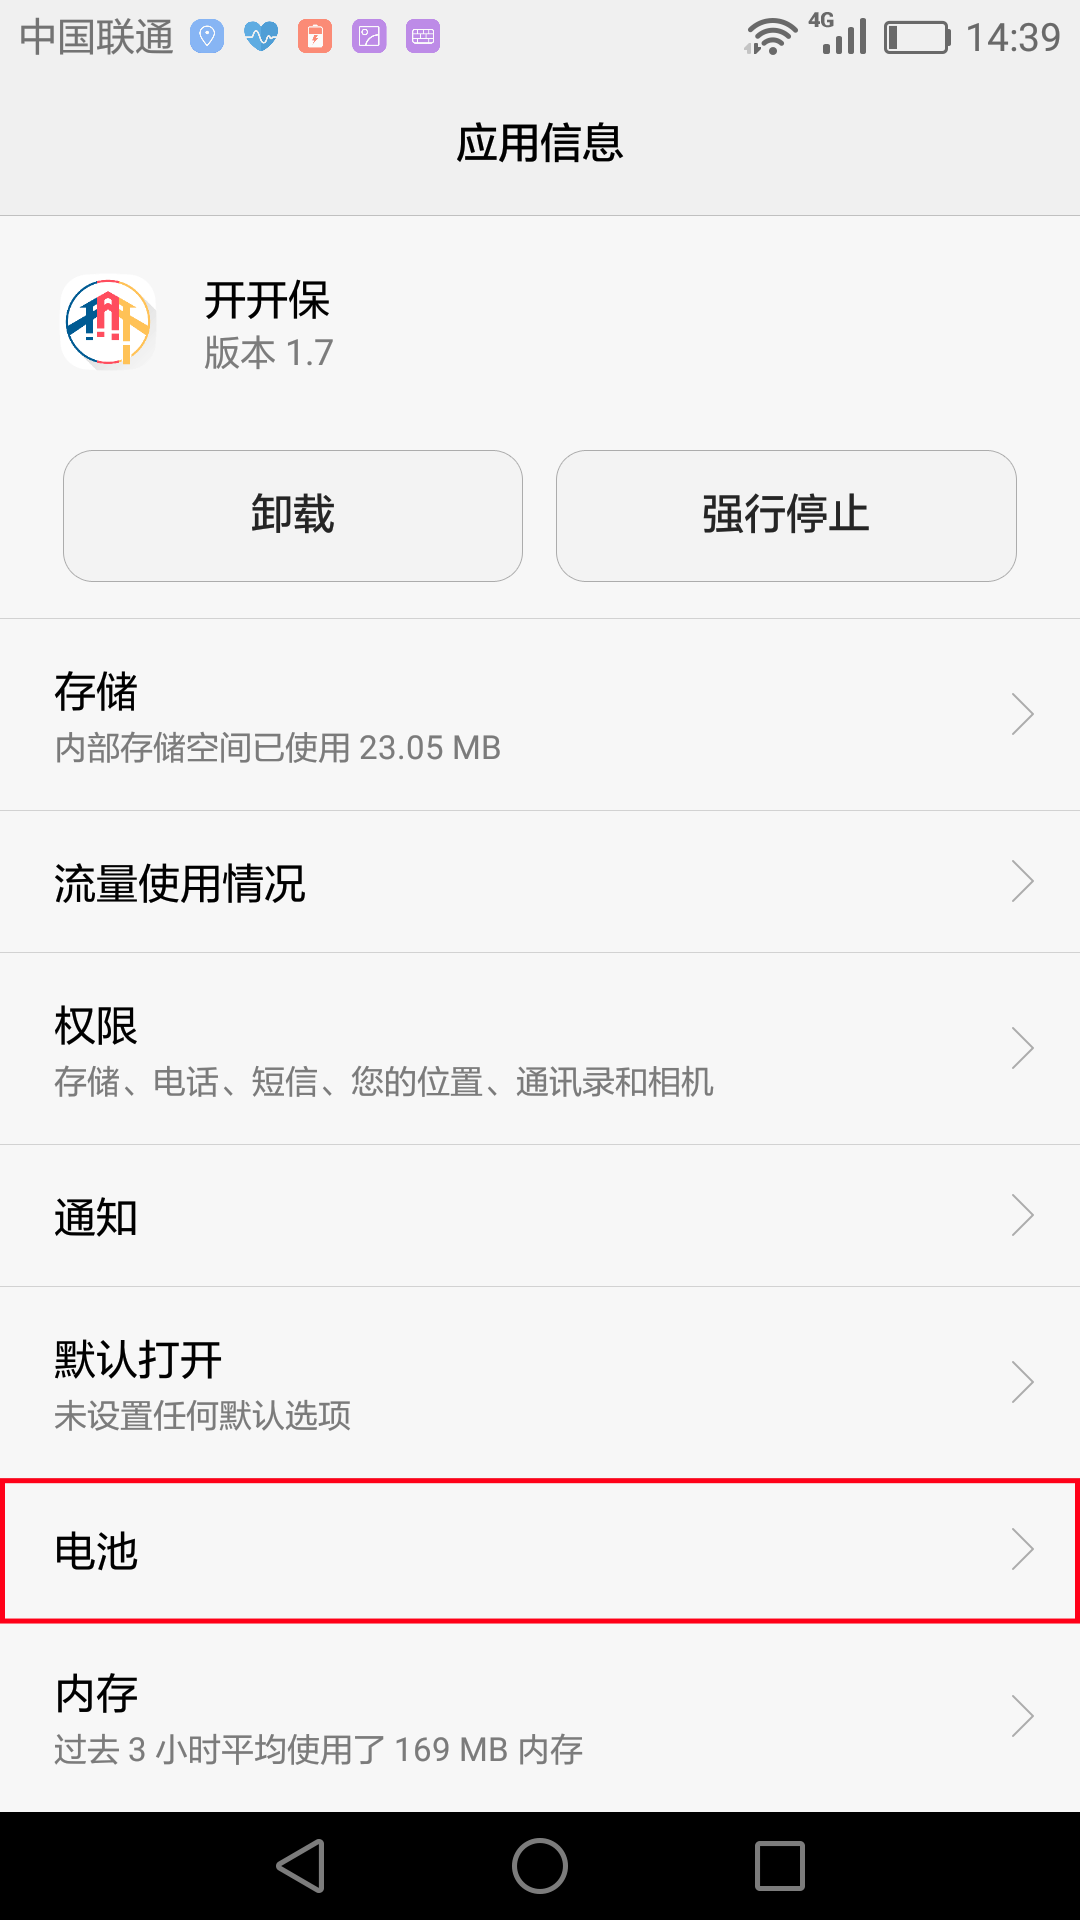 中国联通 4G 14:39
应用信息
开开保
版本 1.7
卸载 强行停止
存储
内部存储空间已使用 23.05 MB
流量使用情况
权限
存储、电话、短信、您的位置、通讯录和相机
通知
默认打开
未设置任何默认选项
电池
内存
过去 3 小时平均使用了 169 MB 内存